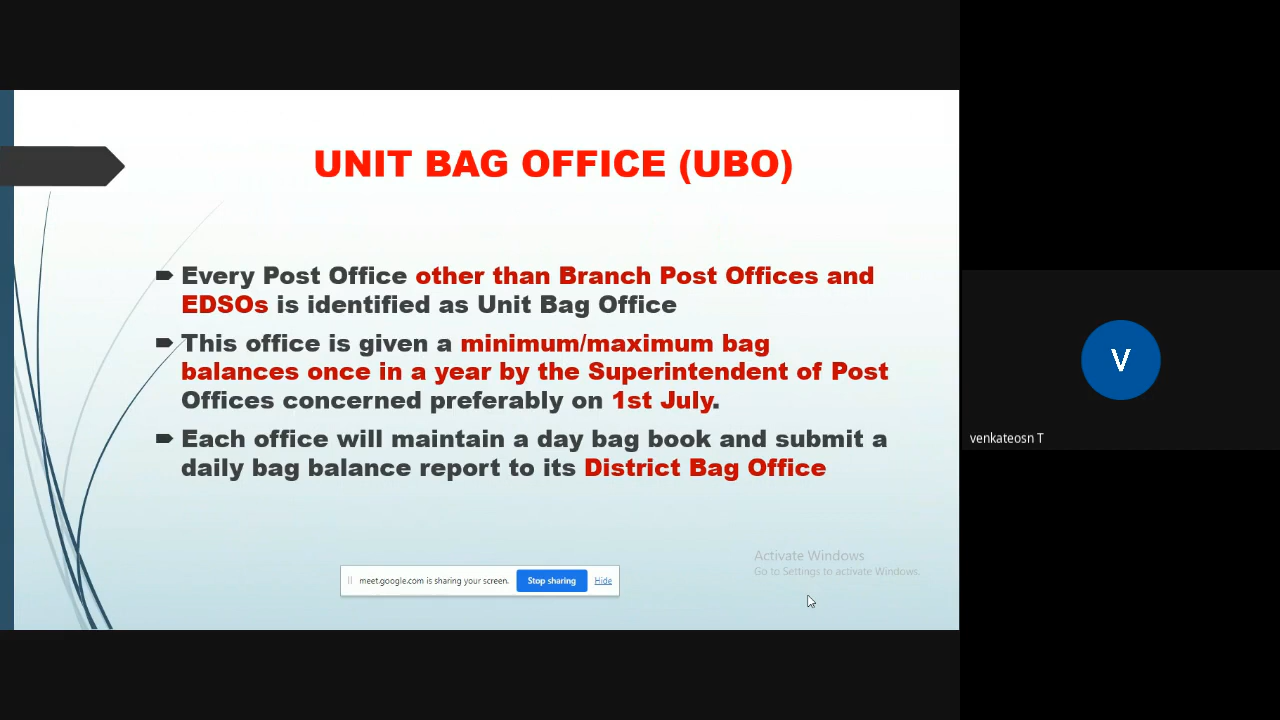 UNIT BAG OFFICE (UBO)
Every Post Office other than Branch Post Offices and
EDSOs is identified as Unit Bag Office
This office is given a minimum/maximum bag
balances once in a year by the Superintendent of Post
Offices concerned preferably on 1st July.
Each office will maintain a day bag book and submit a
daily bag balance report to its District Bag Office
Activate Windows
Go to Settings to activate Windows.
meet.google.com is sharing your screen.
Stop sharing
Hide
V
venkateosn T